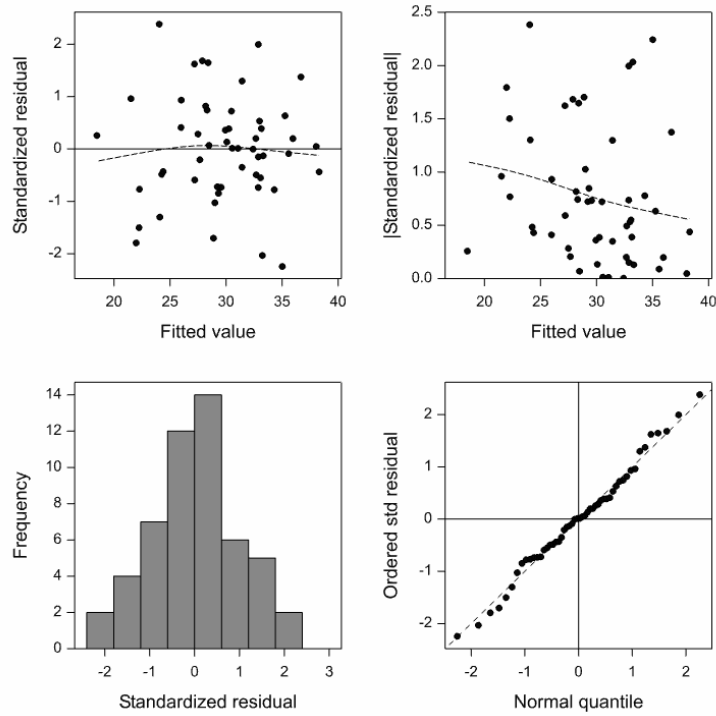 Standardized residual
2
1
0
-1
-2
20 25 30 35 40
Fitted value
|Standardized residual|
2.5
2.0
1.5
1.0
0.5
0.0
20 25 30 35 40
Fitted value
Frequency
14
12
10
8
6
4
2
0
-2 -1 0 1 2 3
Standardized residual
Ordered std residual
2
1
0
-1
-2
-2 -1 0 1 2
Normal quantile